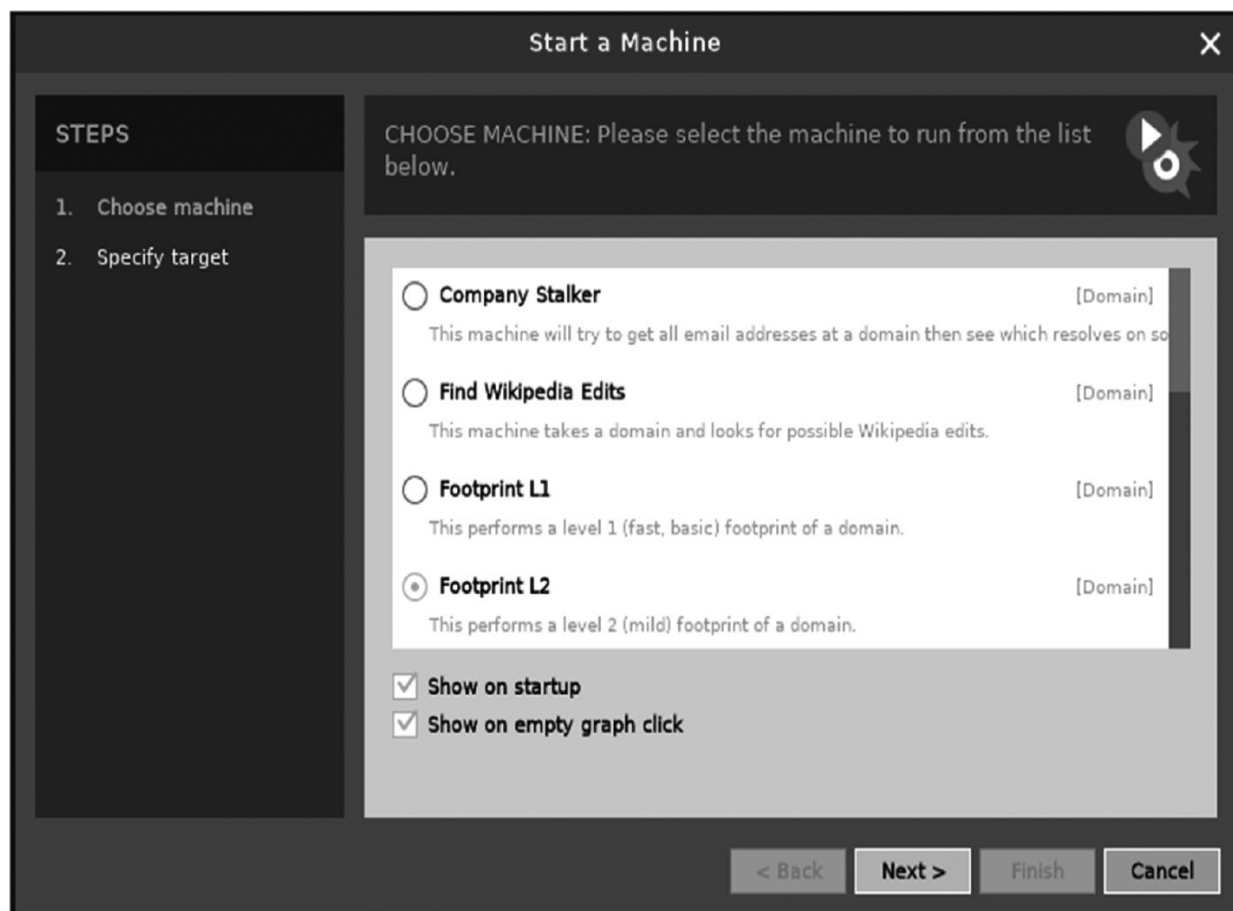 Start a Machine
STEPS
1. Choose machine
2. Specify target
CHOOSE MACHINE: Please select the machine to run from the list
below.
Company Stalker [Domain]
This machine will try to get all email addresses at a domain then see which resolves on so
Find Wikipedia Edits [Domain]
This machine takes a domain and looks for possible Wikipedia edits.
Footprint L1 [Domain]
This performs a level 1 (fast, basic) footprint of a domain.
Footprint L2 [Domain]
This performs a level 2 (mild) footprint of a domain.
Show on startup
Show on empty graph click
< Back Next > Finish Cancel